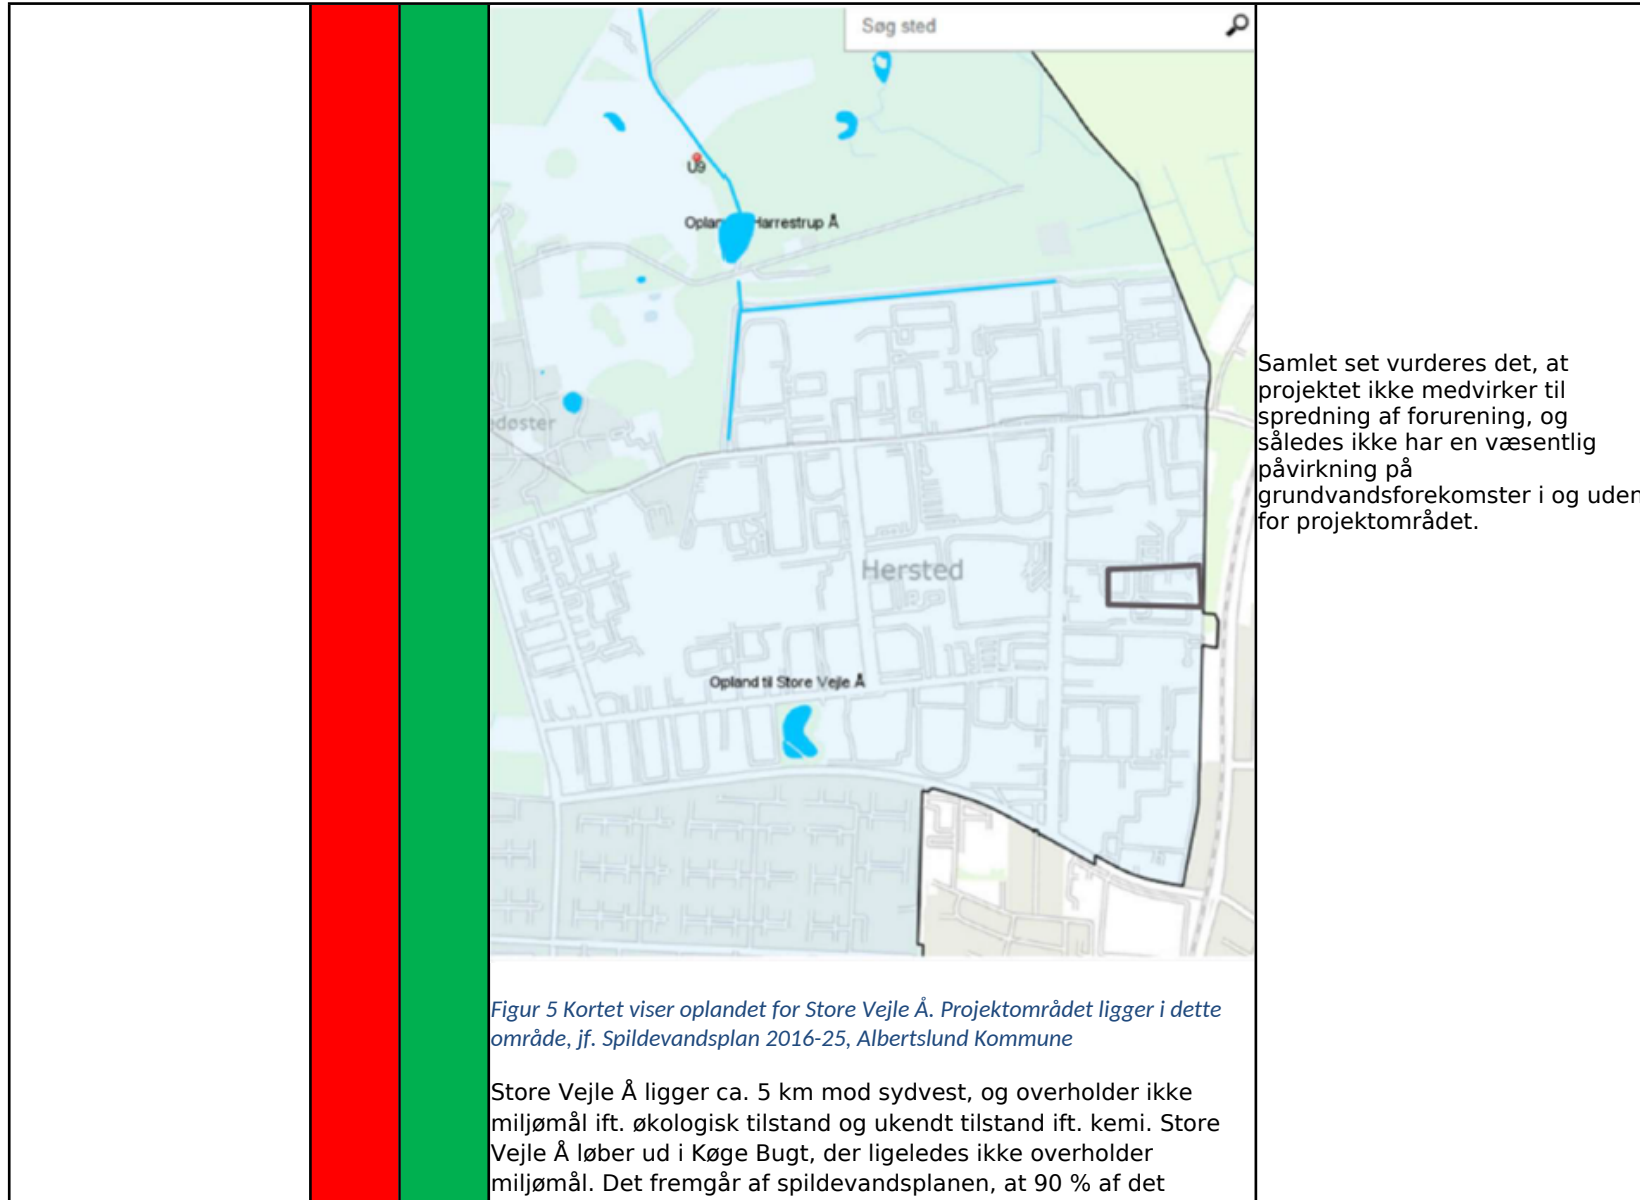 Søg sted
U9
Harrestrup Å
Hersted
Opland til Store Vejle Å
Figur 5 Kortet viser oplandet for Store Vejle Å. Projektområdet ligger i dette
område, jf. Spildevandsplan 2016-25, Albertslund Kommune
Store Vejle Å ligger ca. 5 km mod sydvest, og overholder ikke
miljømål ift. økologisk tilstand og ukendt tilstand ift. kemi. Store
Vejle Å løber ud i Køge Bugt, der ligeledes ikke overholder
miljømål. Det fremgår af spildevandsplanen, at 90 % af det
Samlet set vurderes det, at
projektet ikke medvirker til
spredning af forurening, og
således ikke har en væsentlig
påvirkning på
grundvandsforekomster i og uden
for projektområdet.